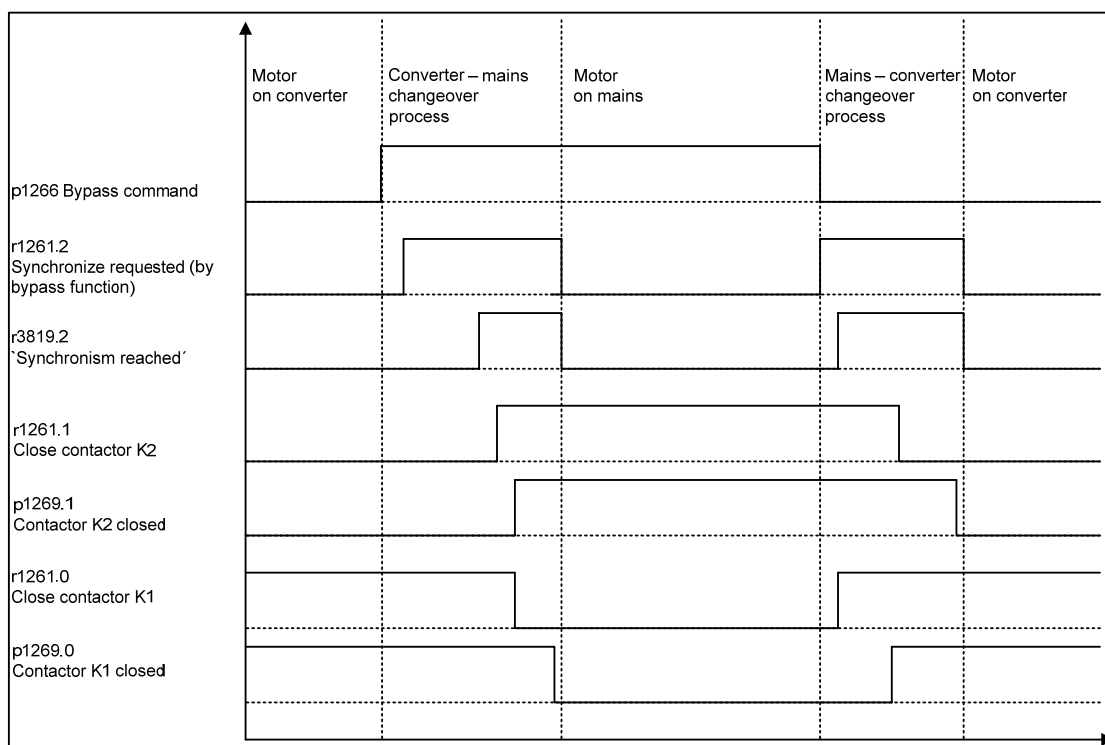 Motor
on converter
Converter – mains
changeover
process
Motor
on mains
Mains – converter
changeover
process
Motor
on converter
p1266 Bypass command
r1261.2
Synchronize requested (by
bypass function)
r3819.2
`Synchronism reached´
r1261.1
Close contactor K2
p1269.1
Contactor K2 closed
r1261.0
Close contactor K1
p1269.0
Contactor K1 closed